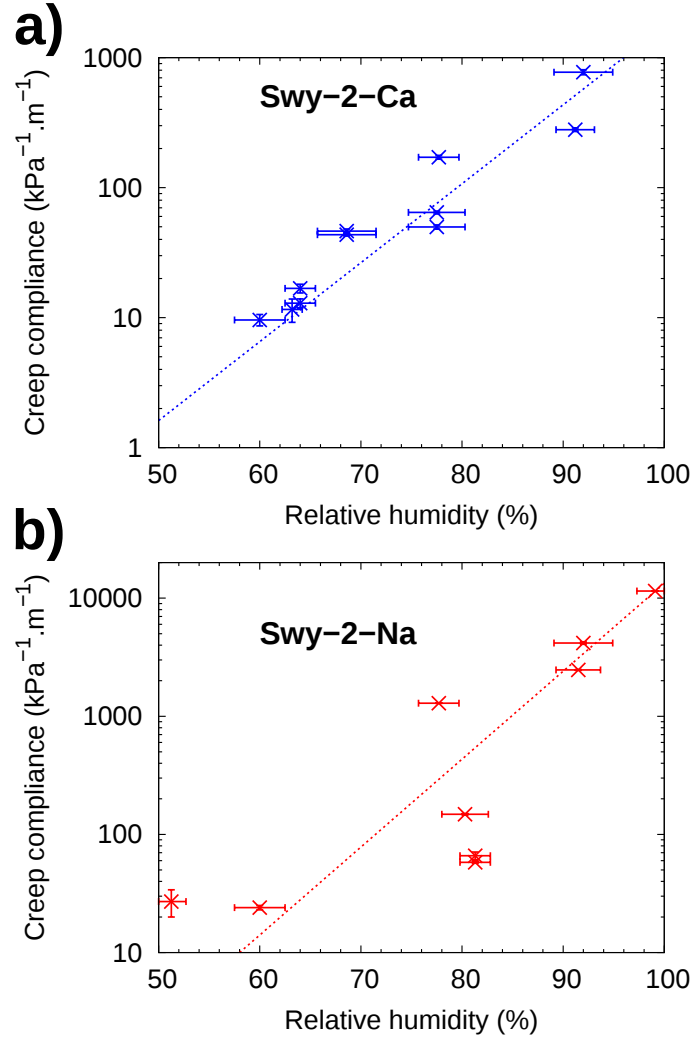 a)
Creep compliance (kPa⁻¹.m⁻¹)
1000
100
10
1
Swy−2−Ca
50 60 70 80 90 100
Relative humidity (%)
b)
Creep compliance (kPa⁻¹.m⁻¹)
10000
1000
100
10
Swy−2−Na
50 60 70 80 90 100
Relative humidity (%)